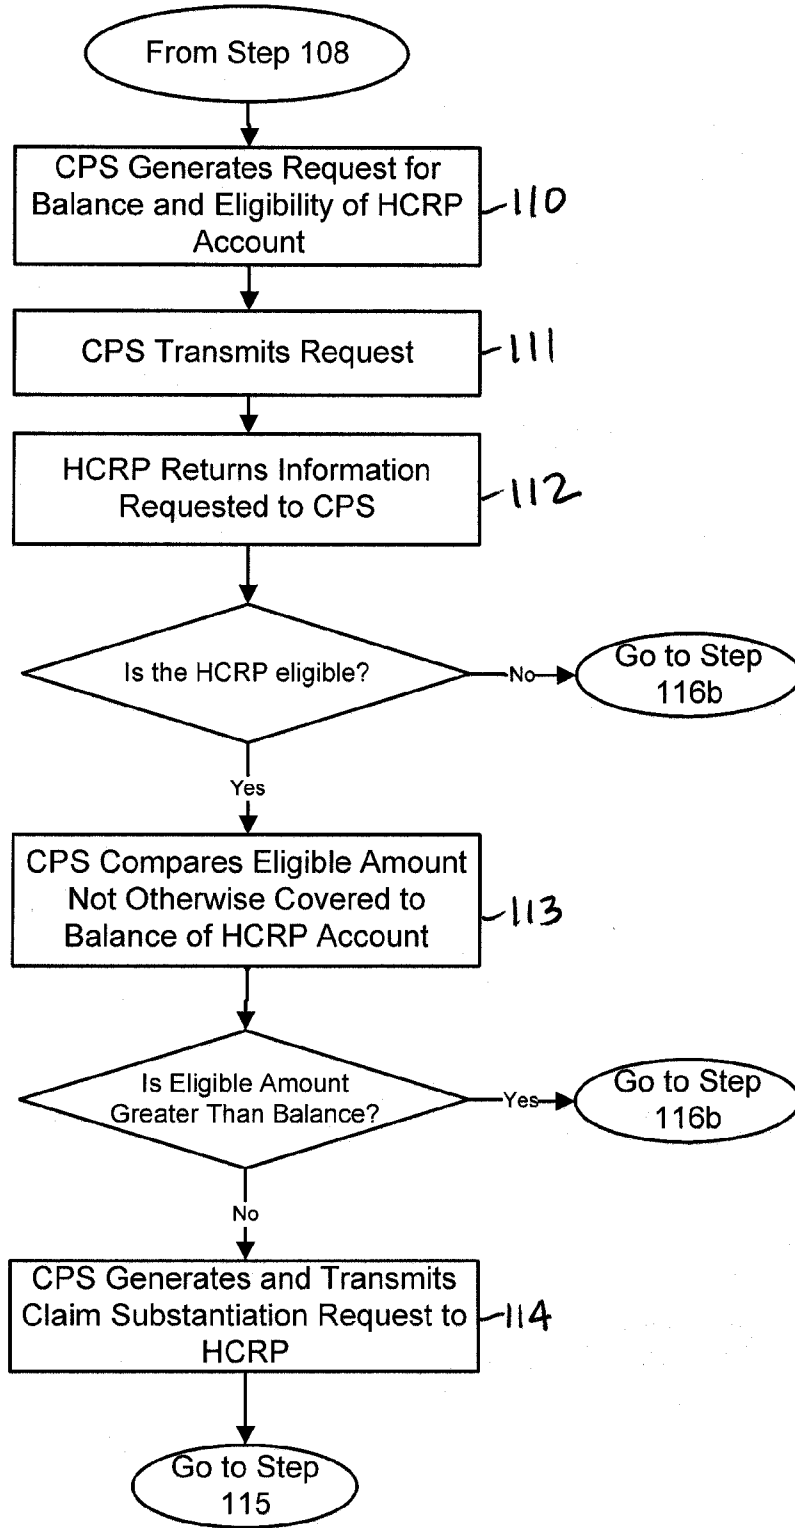 From Step 108
CPS Generates Request for
Balance and Eligibility of HCRP
Account
110
CPS Transmits Request
111
HCRP Returns Information
Requested to CPS
112
Is the HCRP eligible?
No
Go to Step
116b
Yes
CPS Compares Eligible Amount
Not Otherwise Covered to
Balance of HCRP Account
113
Is Eligible Amount
Greater Than Balance?
Yes
Go to Step
116b
No
CPS Generates and Transmits
Claim Substantiation Request to
HCRP
114
Go to Step
115